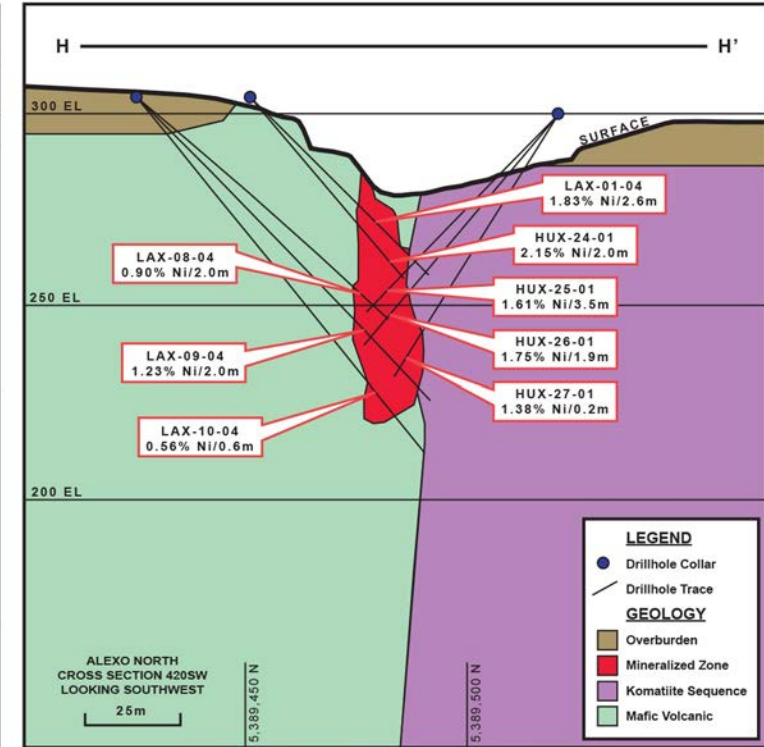 H
H'
300 EL
SURFACE
LAX-01-04
1.83% Ni/2.6m
HUX-24-01
2.15% Ni/2.0m
LAX-08-04
0.90% Ni/2.0m
HUX-25-01
1.61% Ni/3.5m
250 EL
HUX-26-01
1.75% Ni/1.9m
LAX-09-04
1.23% Ni/2.0m
HUX-27-01
1.38% Ni/0.2m
LAX-10-04
0.56% Ni/0.6m
200 EL
ALEXO NORTH
CROSS SECTION 420SW
LOOKING SOUTHWEST
25m
5,389,450 N
5,389,500 N
LEGEND
Drillhole Collar
Drillhole Trace
GEOLOGY
Overburden
Mineralized Zone
Komatiite Sequence
Mafic Volcanic